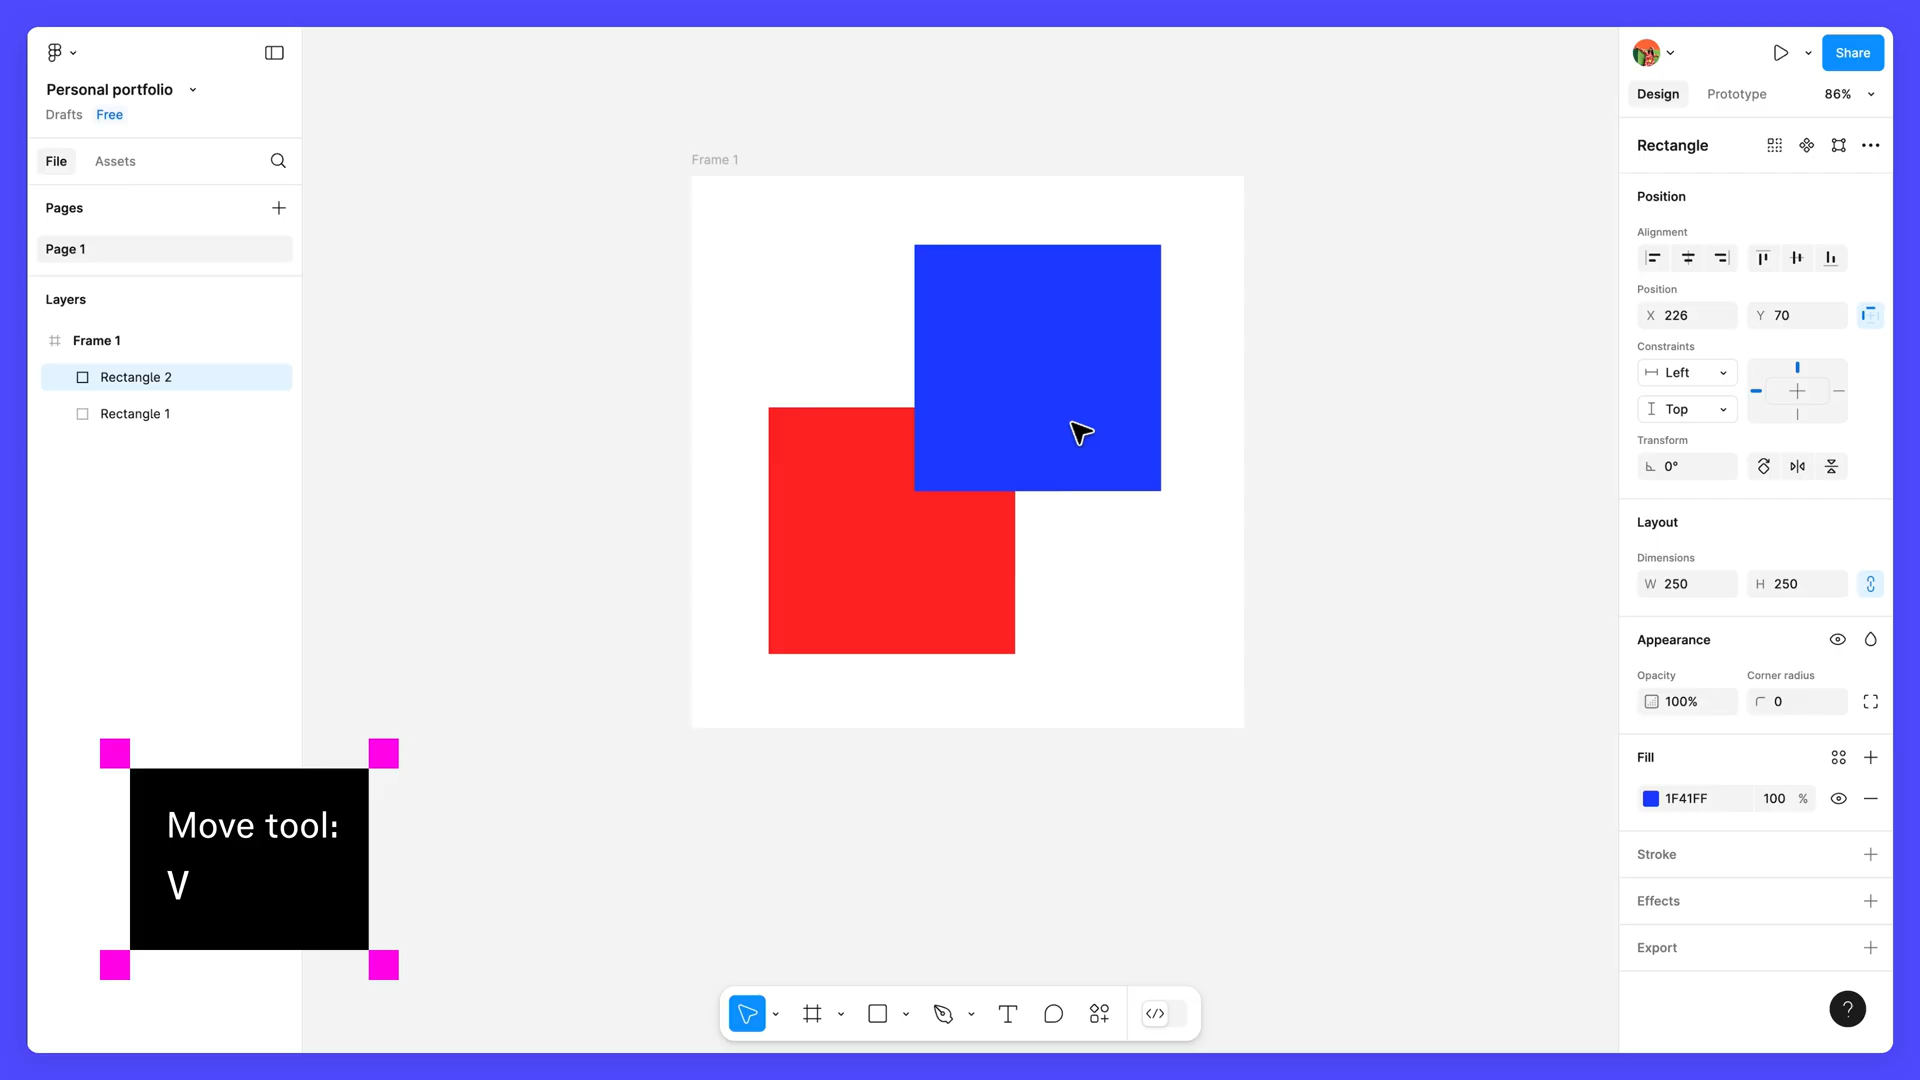 Personal portfolio
Drafts Free
File Assets
Pages
Page 1
Layers
Frame 1
Rectangle 2
Rectangle 1
Move tool:
V
Frame 1
Share
Design Prototype 86%
Rectangle
Position
Alignment
Position
X 226 Y 70
Constraints
Left
Top
Transform
0°
Layout
Dimensions
W 250 H 250
Appearance
Opacity Corner radius
100% 0
Fill
1F41FF 100 %
Stroke
Effects
Export
?